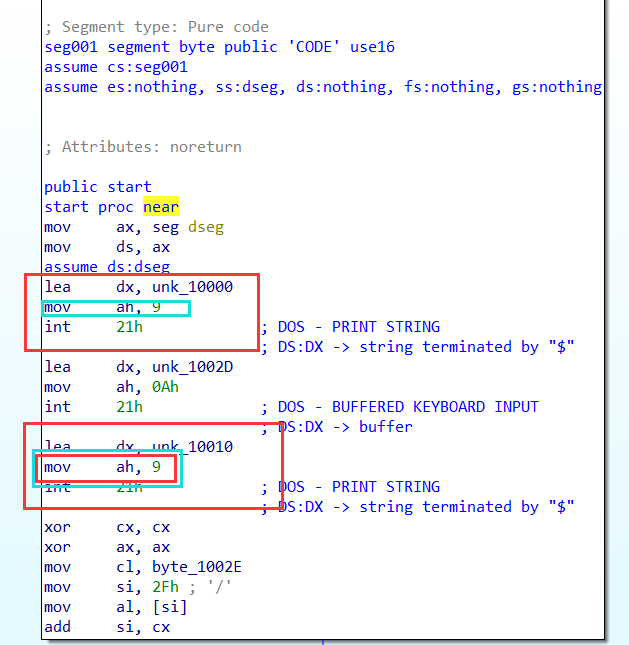 ; Segment type: Pure code
seg001 segment byte public 'CODE' use16
assume cs:seg001
assume es:nothing, ss:dseg, ds:nothing, fs:nothing, gs:nothing
; Attributes: noreturn
public start
start proc near
mov     ax, seg dseg
mov     ds, ax
assume ds:dseg
lea     dx, unk_10000
mov     ah, 9
int     21h             ; DOS - PRINT STRING
                        ; DS:DX -> string terminated by "$"
lea     dx, unk_1002D
mov     ah, 0Ah
int     21h             ; DOS - BUFFERED KEYBOARD INPUT
                        ; DS:DX -> buffer
lea     dx, unk_10010
mov     ah, 9
int     21h             ; DOS - PRINT STRING
                        ; DS:DX -> string terminated by "$"
xor     cx, cx
xor     ax, ax
mov     cl, byte_1002E
mov     si, 2Fh ; '/'
mov     al, [si]
add     si, cx